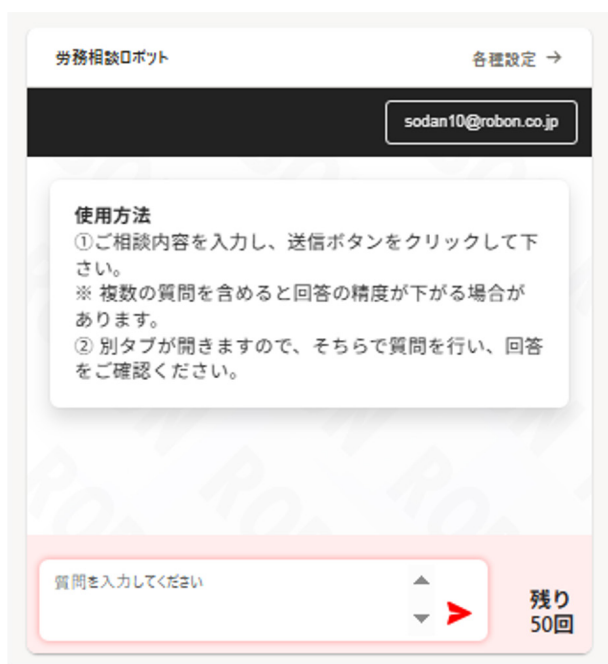 労務相談ロボット
各種設定 →
sodan10@robon.co.jp
使用方法
①ご相談内容を入力し、送信ボタンをクリックして下
さい。
※ 複数の質問を含めると回答の精度が下がる場合が
あります。
② 別タブが開きますので、そちらで質問を行い、回答
をご確認ください。
質問を入力してください
残り
50回